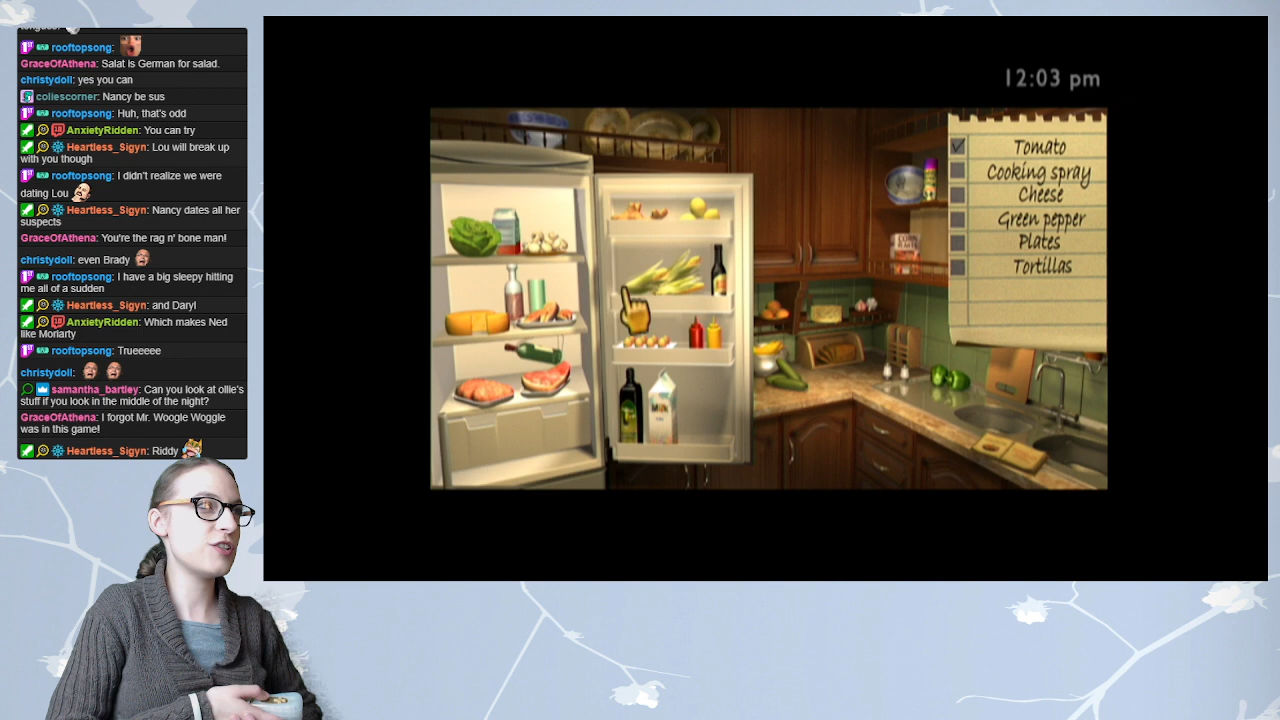 rooftopsong:
GraceOfAthena: Salat is German for salad.
christydoll: yes you can
coliescorner: Nancy be sus
rooftopsong: Huh, that's odd
AnxietyRidden: You can try
Heartless_Sigyn: Lou will break up
with you though
rooftopsong: I didn't realize we were
dating Lou
Heartless_Sigyn: Nancy dates all her
suspects
GraceOfAthena: You're the rag n' bone man!
christydoll: even Brady
rooftopsong: I have a big sleepy hitting
me all of a sudden
Heartless_Sigyn: and Daryl
AnxietyRidden: Which makes Ned
like Moriarty
rooftopsong: Trueeeee
christydoll:
samantha_bartley: Can you look at ollie's
stuff if you look in the middle of the night?
GraceOfAthena: I forgot Mr. Woogie Woggle
was in this game!
Heartless_Sigyn: Riddy
12:03 pm
Tomato
Cooking spray
Cheese
Green pepper
Plates
Tortillas
Milk